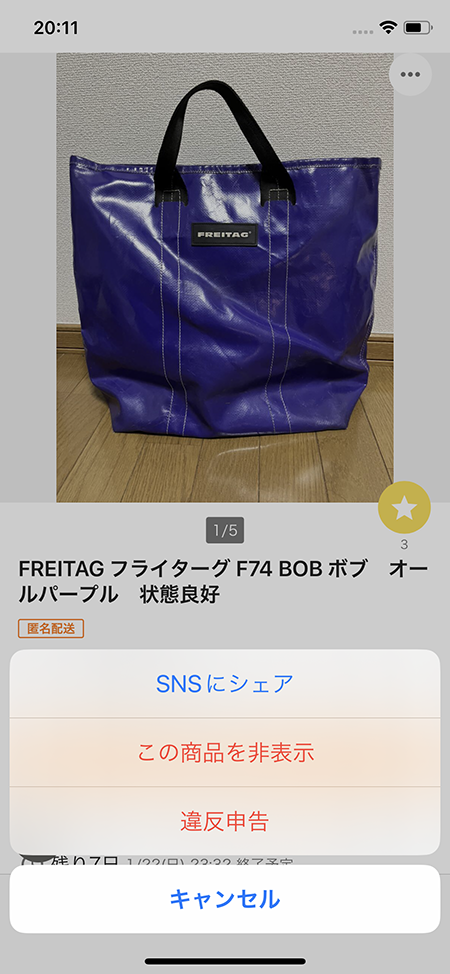 20:11
FREITAG
1/5
3
FREITAG フライターグ F74 BOB ボブ　オー
ルパープル　状態良好
匿名配送
SNSにシェア
この商品を非表示
違反申告
残り7日 1/22(日) 23:32 終了予定
キャンセル